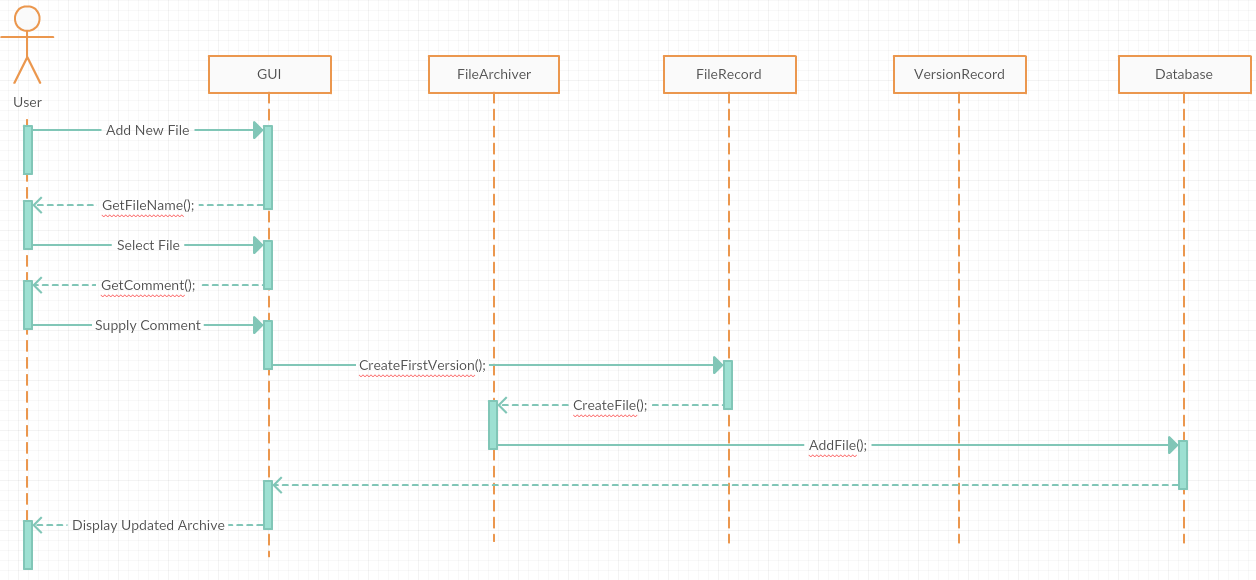 User
GUI
FileArchiver
FileRecord
VersionRecord
Database
Add New File
GetFileName();
Select File
GetComment();
Supply Comment
CreateFirstVersion();
CreateFile();
AddFile();
Display Updated Archive